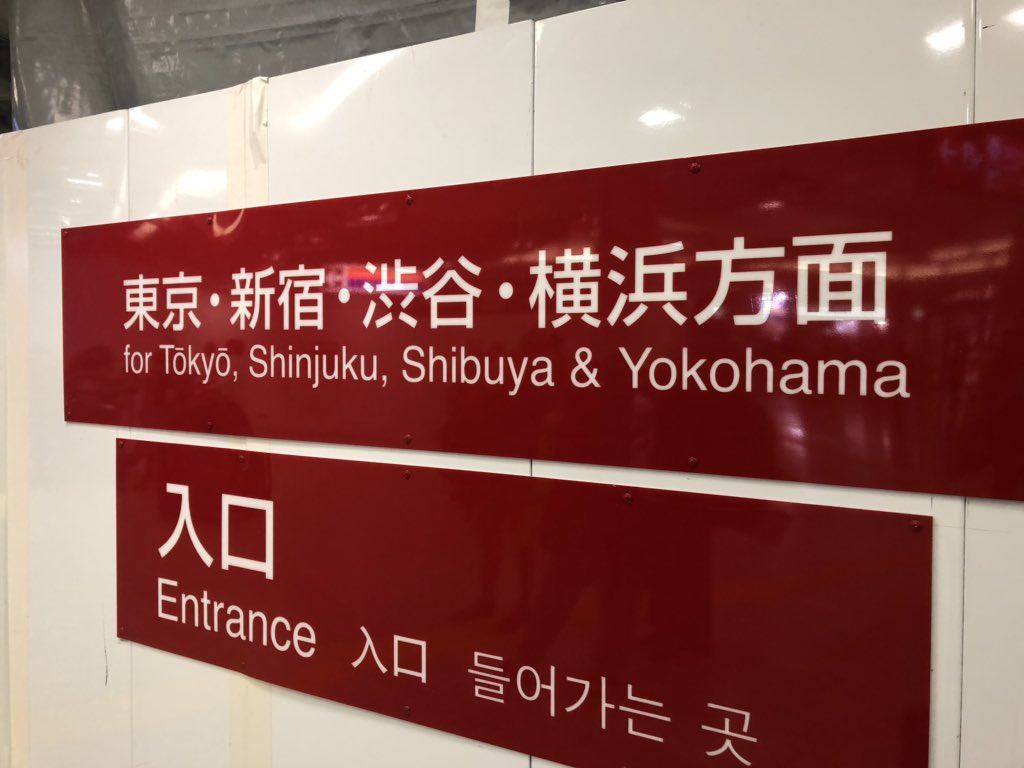 東京・新宿・渋谷・横浜方面
for Tōkyō, Shinjuku, Shibuya & Yokohama
入口
Entrance 入口 들어가는 곳